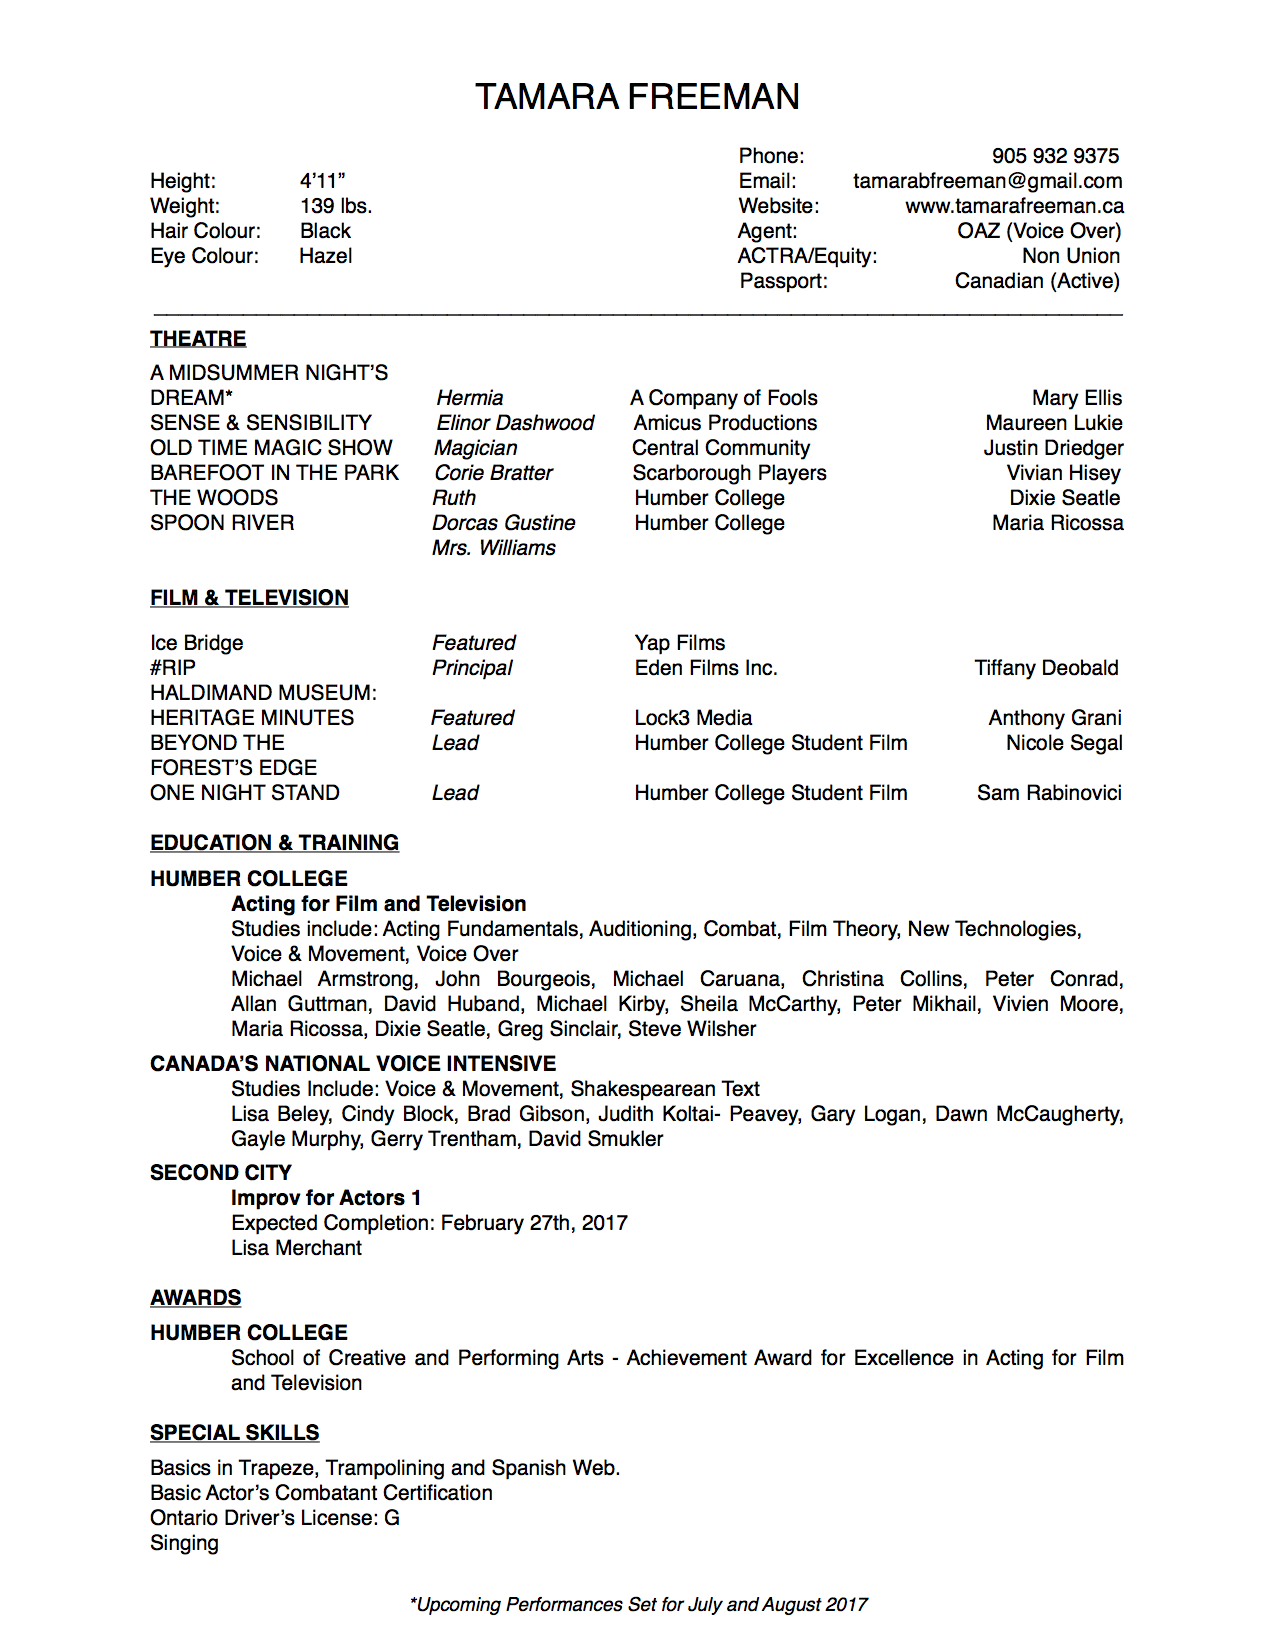 TAMARA FREEMAN
Phone: 905 932 9375
Height: 4’11” Email: tamarabfreeman@gmail.com
Weight: 139 lbs. Website: www.tamarafreeman.ca
Hair Colour: Black Agent: OAZ (Voice Over)
Eye Colour: Hazel ACTRA/Equity: Non Union
Passport: Canadian (Active)
THEATRE
A MIDSUMMER NIGHT’S
DREAM* Hermia A Company of Fools Mary Ellis
SENSE & SENSIBILITY Elinor Dashwood Amicus Productions Maureen Lukie
OLD TIME MAGIC SHOW Magician Central Community Justin Driedger
BAREFOOT IN THE PARK Corie Bratter Scarborough Players Vivian Hisey
THE WOODS Ruth Humber College Dixie Seatle
SPOON RIVER Dorcas Gustine Humber College Maria Ricossa
Mrs. Williams
FILM & TELEVISION
Ice Bridge Featured Yap Films
#RIP Principal Eden Films Inc. Tiffany Deobald
HALDIMAND MUSEUM:
HERITAGE MINUTES Featured Lock3 Media Anthony Grani
BEYOND THE Lead Humber College Student Film Nicole Segal
FOREST’S EDGE
ONE NIGHT STAND Lead Humber College Student Film Sam Rabinovici
EDUCATION & TRAINING
HUMBER COLLEGE
Acting for Film and Television
Studies include: Acting Fundamentals, Auditioning, Combat, Film Theory, New Technologies,
Voice & Movement, Voice Over
Michael Armstrong, John Bourgeois, Michael Caruana, Christina Collins, Peter Conrad,
Allan Guttman, David Huband, Michael Kirby, Sheila McCarthy, Peter Mikhail, Vivien Moore,
Maria Ricossa, Dixie Seatle, Greg Sinclair, Steve Wilsher
CANADA’S NATIONAL VOICE INTENSIVE
Studies Include: Voice & Movement, Shakespearean Text
Lisa Beley, Cindy Block, Brad Gibson, Judith Koltai- Peavey, Gary Logan, Dawn McCaugherty,
Gayle Murphy, Gerry Trentham, David Smukler
SECOND CITY
Improv for Actors 1
Expected Completion: February 27th, 2017
Lisa Merchant
AWARDS
HUMBER COLLEGE
School of Creative and Performing Arts - Achievement Award for Excellence in Acting for Film
and Television
SPECIAL SKILLS
Basics in Trapeze, Trampolining and Spanish Web.
Basic Actor’s Combatant Certification
Ontario Driver’s License: G
Singing
*Upcoming Performances Set for July and August 2017